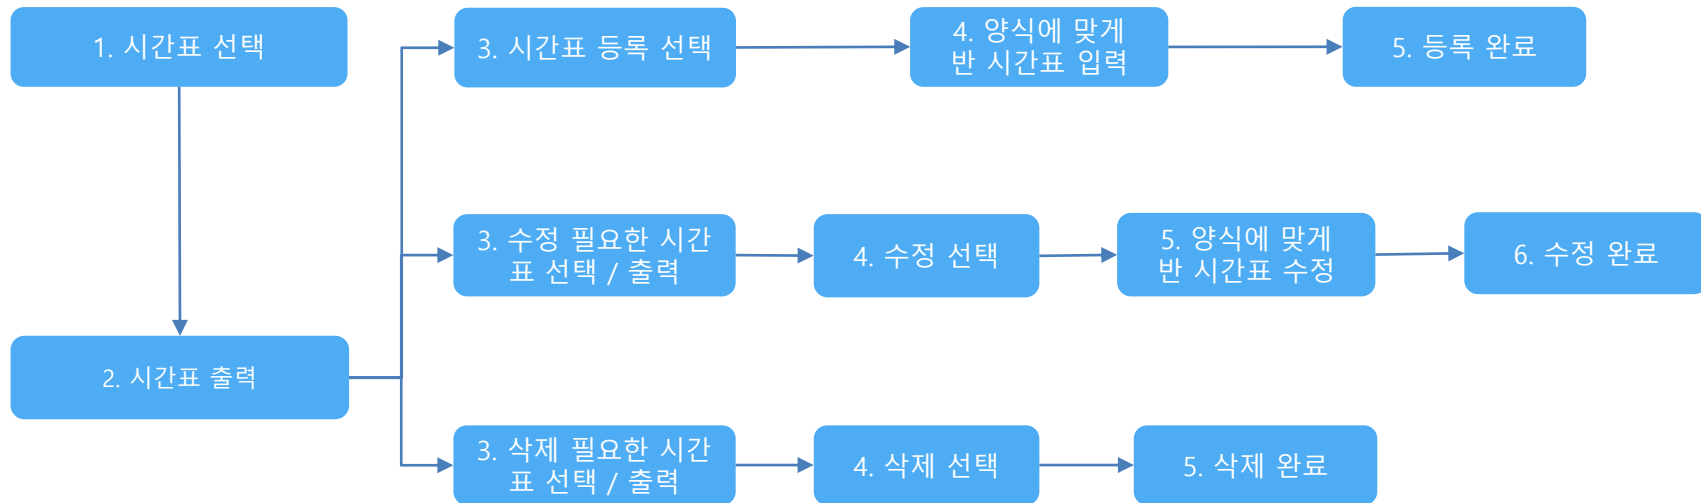 1. 시간표 선택
3. 시간표 등록 선택
4. 양식에 맞게
반 시간표 입력
5. 등록 완료
3. 수정 필요한 시간
표 선택 / 출력
4. 수정 선택
5. 양식에 맞게
반 시간표 수정
6. 수정 완료
2. 시간표 출력
3. 삭제 필요한 시간
표 선택 / 출력
4. 삭제 선택
5. 삭제 완료